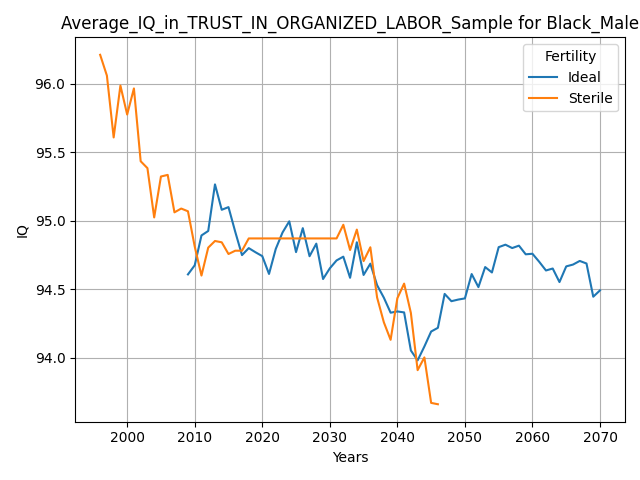 Average_IQ_in_TRUST_IN_ORGANIZED_LABOR_Sample for Black_Male
Fertility
Ideal
Sterile
96.0
95.5
95.0
94.5
94.0
IQ
2000 2010 2020 2030 2040 2050 2060 2070
Years